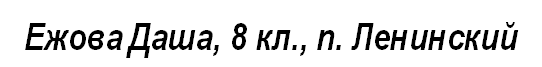 Ежова Даша, 8 кл., п. Ленинский